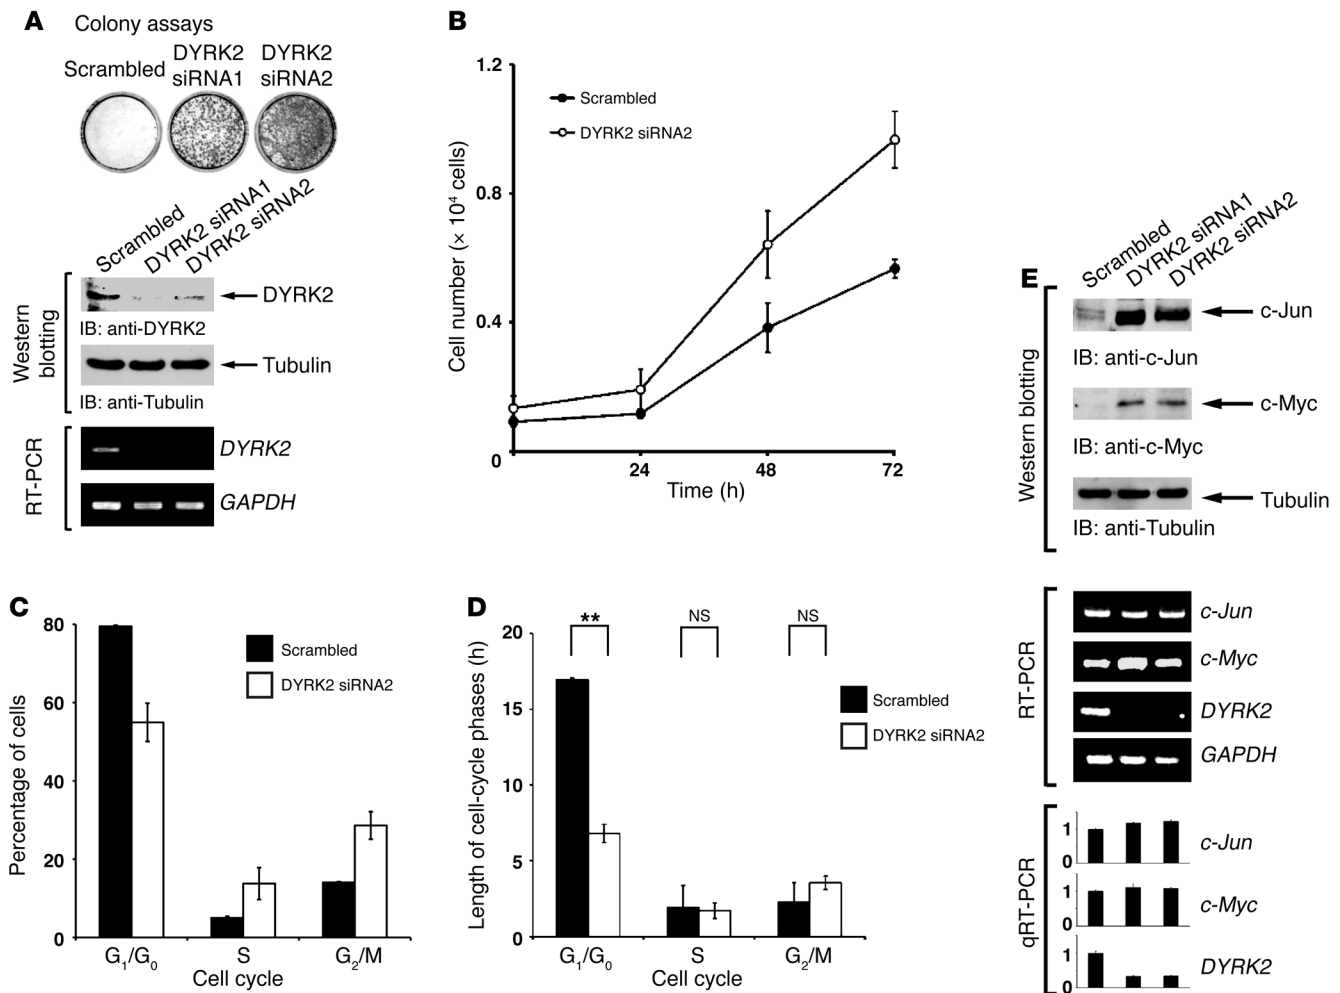 A
Colony assays
Scrambled
DYRK2
siRNA1
DYRK2
siRNA2
Scrambled
DYRK2 siRNA1
DYRK2 siRNA2
Western
blotting
DYRK2
IB: anti-DYRK2
Tubulin
IB: anti-Tubulin
RT-PCR
DYRK2
GAPDH
B
Cell number (× 10⁴ cells)
1.2
0.8
0.4
0
Scrambled
DYRK2 siRNA2
24
48
72
Time (h)
C
Percentage of cells
80
60
40
20
0
Scrambled
DYRK2 siRNA2
G₁/G₀
S
G₂/M
Cell cycle
D
Length of cell-cycle phases (h)
20
15
10
5
0
**
NS
NS
Scrambled
DYRK2 siRNA2
G₁/G₀
S
G₂/M
Cell cycle
E
Scrambled
DYRK2 siRNA1
DYRK2 siRNA2
Western blotting
c-Jun
IB: anti-c-Jun
c-Myc
IB: anti-c-Myc
Tubulin
IB: anti-Tubulin
RT-PCR
c-Jun
c-Myc
DYRK2
GAPDH
qRT-PCR
1
0
c-Jun
1
0
c-Myc
1
0
DYRK2